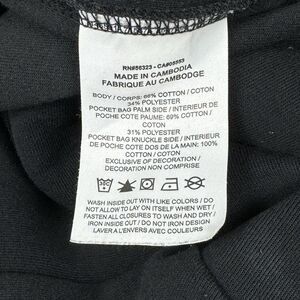 RN#56323 - CA#05553
MADE IN CAMBODIA
FABRIQUE AU CAMBODGE
BODY / CORPS: 66% COTTON / COTON
34% POLYESTER
POCKET BAG PALM SIDE / INTERIEUR DE
POCHE COTE PAUME: 69% COTTON /
COTON
31% POLYESTER
POCKET BAG KNUCKLE SIDE / INTERIEUR
DE POCHE COTE DOS DE LA MAIN: 100%
COTTON / COTON
EXCLUSIVE OF DECORATION /
DECORATION NON COMPRISE
WASH INSIDE OUT WITH LIKE COLORS / DO
NOT ALLOW TO LAY ON ITSELF WHEN WET /
FASTEN ALL CLOSURES TO WASH AND DRY /
IRON INSIDE OUT / DO NOT IRON DESIGN
LAVER A L'ENVERS AVEC COULEURS